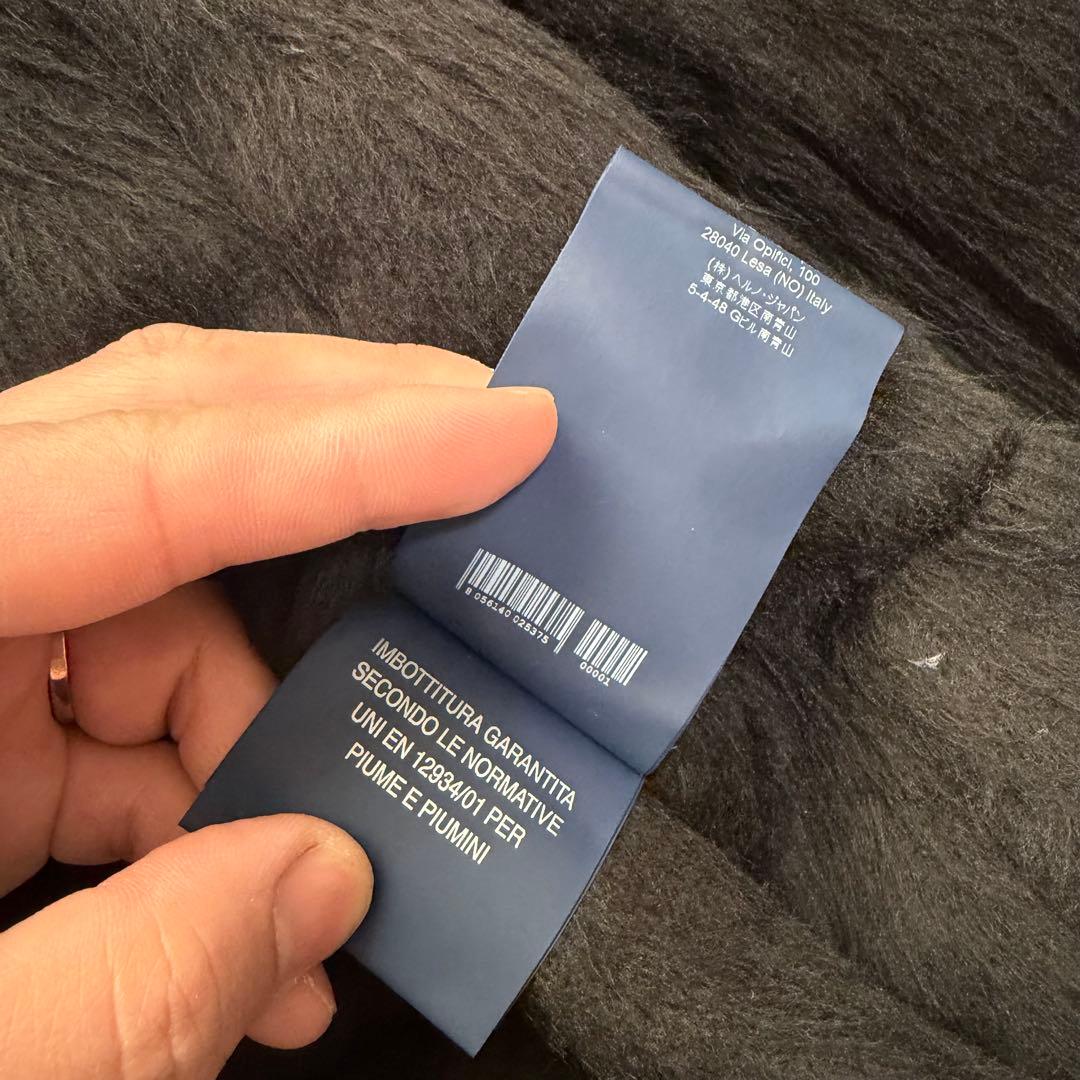 Via Opifici, 100
28040 Lesa (NO) Italy
(株) ヘルノ・ジャパン
東京都港区南青山
5-4-48 Gビル南青山
8 056140 025375
00001
IMBOTTITURA GARANTITA
SECONDO LE NORMATIVE
UNI EN 12934/01 PER
PIUME E PIUMINI